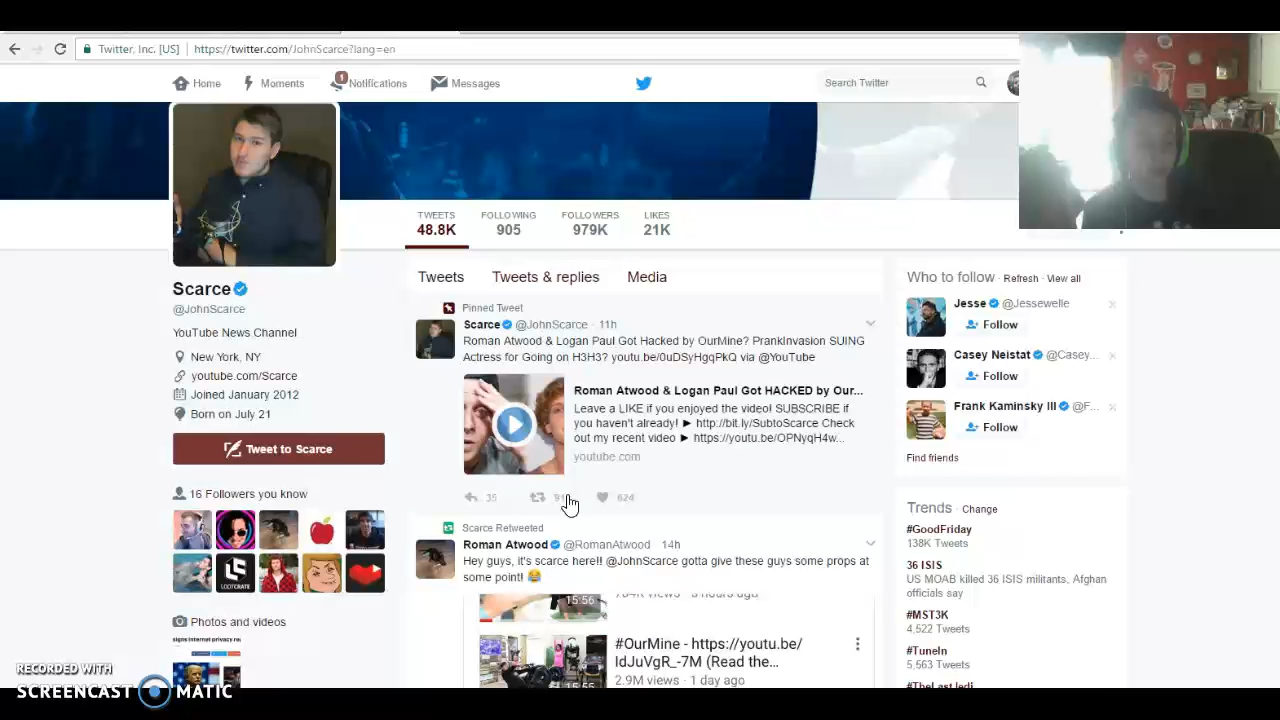 Twitter, Inc. [US]
https://twitter.com/JohnScarce?lang=en
Home
Moments
1
Notifications
Messages
Search Twitter
TWEETS
FOLLOWING
FOLLOWERS
LIKES
48.8K
905
979K
21K
Scarce
@JohnScarce
YouTube News Channel
New York, NY
youtube.com/Scarce
Joined January 2012
Born on July 21
Tweet to Scarce
16 Followers you know
LOOTCRATE
Photos and videos
Tweets
Tweets & replies
Media
Pinned Tweet
Scarce @JohnScarce · 11h
Roman Atwood & Logan Paul Got Hacked by OurMine? PrankInvasion SUING
Actress for Going on H3H3? youtu.be/0uDSyHgqPkQ via @YouTube
Roman Atwood & Logan Paul Got HACKED by Our...
Leave a LIKE if you enjoyed the video! SUBSCRIBE if
you haven't already! ► http://bit.ly/SubtoScarce Check
out my recent video ► https://youtu.be/OPNyqH4w...
youtube.com
35
624
Scarce Retweeted
Roman Atwood @RomanAtwood · 14h
Hey guys, it's scarce here!! @JohnScarce gotta give these guys some props at
some point! 😂
15:56
#OurMine - https://youtu.be/
IdJuVgR_-7M (Read the...
2.9M views · 1 day ago
15:55
Who to follow · Refresh · View all
Jesse @Jessewelle
Follow
Casey Neistat @Casey...
Follow
Frank Kaminsky III @F...
Follow
Find friends
Trends · Change
#GoodFriday
138K Tweets
36 ISIS
US MOAB killed 36 ISIS militants, Afghan
officials say
#MST3K
4,522 Tweets
#TuneIn
5,563 Tweets
#TheLastJedi
RECORDED WITH
SCREENCAST MATIC